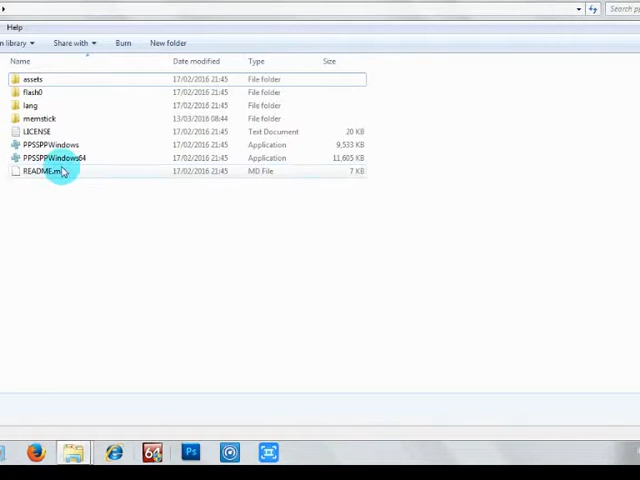 Help
n library Share with Burn New folder
Name Date modified Type Size
assets 17/02/2016 21:45 File folder
flash0 17/02/2016 21:45 File folder
lang 17/02/2016 21:45 File folder
memstick 13/03/2016 08:44 File folder
LICENSE 17/02/2016 21:45 Text Document 20 KB
PPSSPPWindows 17/02/2016 21:45 Application 9,533 KB
PPSSPPWindows64 17/02/2016 21:45 Application 11,605 KB
README.m 17/02/2016 21:45 MD File 7 KB
64 Ps